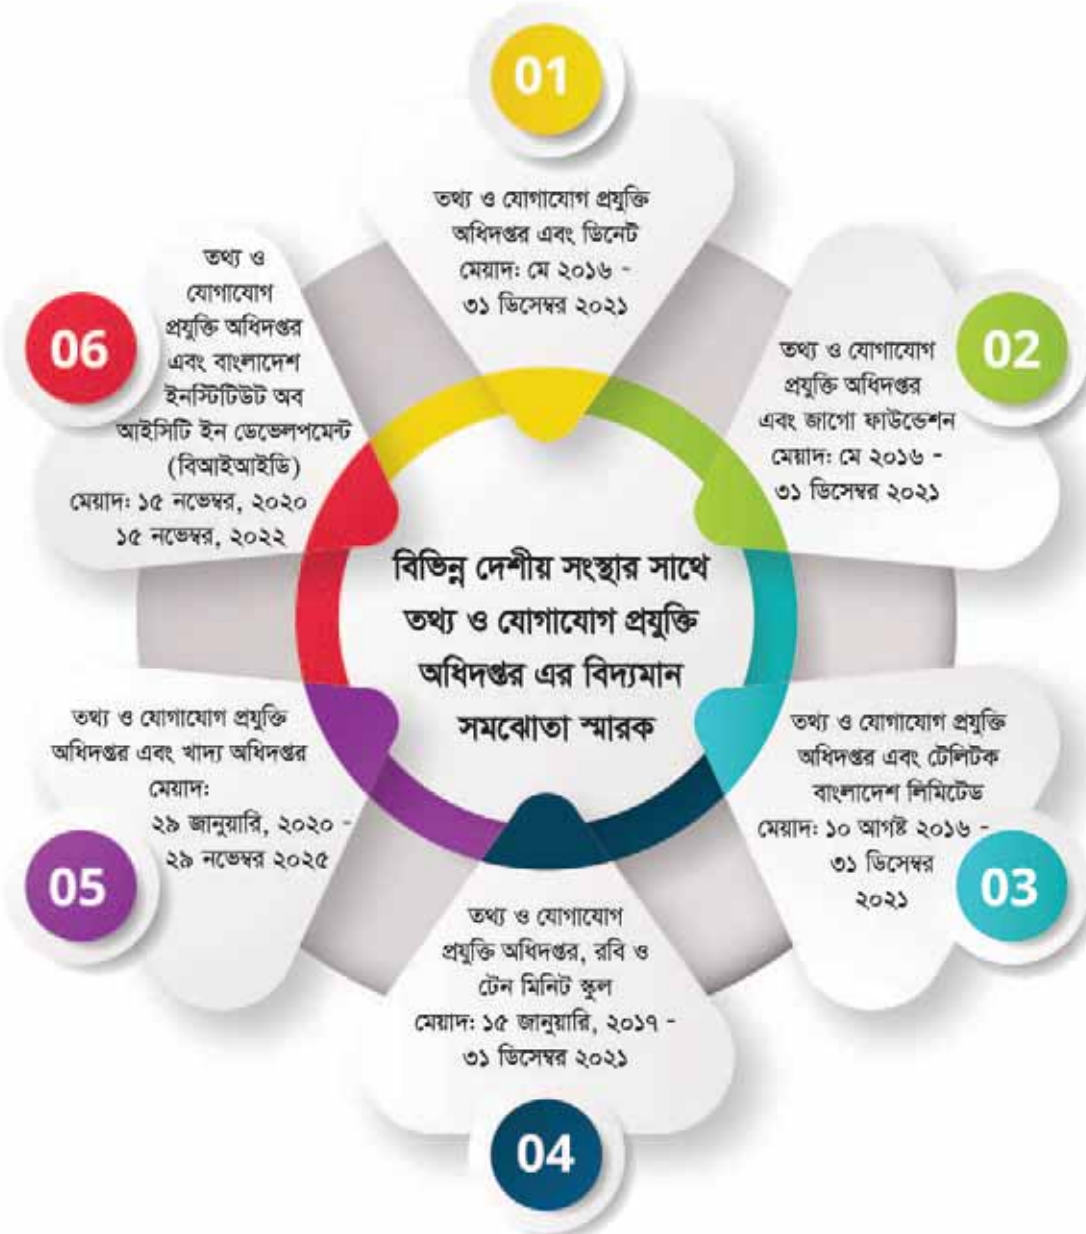 01
তথ্য ও যোগাযোগ প্রযুক্তি
অধিদপ্তর এবং ডিনেট
মেয়াদ: মে ২০১৬ -
৩১ ডিসেম্বর ২০২১
02
তথ্য ও যোগাযোগ
প্রযুক্তি অধিদপ্তর
এবং জাগো ফাউন্ডেশন
মেয়াদ: মে ২০১৬ -
৩১ ডিসেম্বর ২০২১
03
তথ্য ও যোগাযোগ প্রযুক্তি
অধিদপ্তর এবং টেলিটক
বাংলাদেশ লিমিটেড
মেয়াদ: ১০ আগষ্ট ২০১৬ -
৩১ ডিসেম্বর
২০২১
04
তথ্য ও যোগাযোগ
প্রযুক্তি অধিদপ্তর, রবি ও
টেন মিনিট স্কুল
মেয়াদ: ১৫ জানুয়ারি, ২০১৭ -
৩১ ডিসেম্বর ২০২১
05
তথ্য ও যোগাযোগ প্রযুক্তি
অধিদপ্তর এবং খাদ্য অধিদপ্তর
মেয়াদ:
২৯ জানুয়ারি, ২০২০ -
২৯ নভেম্বর ২০২৫
06
তথ্য ও
যোগাযোগ
প্রযুক্তি অধিদপ্তর
এবং বাংলাদেশ
ইনস্টিটিউট অব
আইসিটি ইন ডেভেলপমেন্ট
(বিআইআইডি)
মেয়াদ: ১৫ নভেম্বর, ২০২০
১৫ নভেম্বর, ২০২২
বিভিন্ন দেশীয় সংস্থার সাথে
তথ্য ও যোগাযোগ প্রযুক্তি
অধিদপ্তর এর বিদ্যমান
সমঝোতা স্মারক